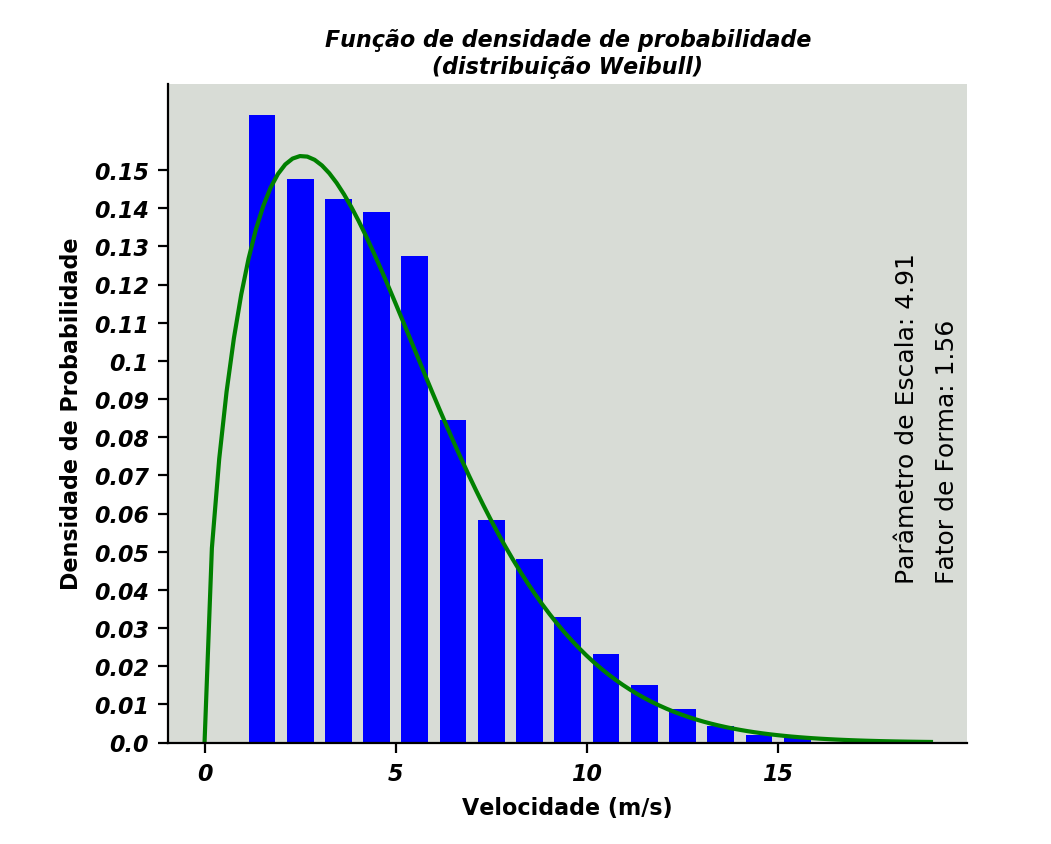 Função de densidade de probabilidade
(distribuição Weibull)
Densidade de Probabilidade
0.15
0.14
0.13
0.12
0.11
0.1
0.09
0.08
0.07
0.06
0.05
0.04
0.03
0.02
0.01
0.0
0 5 10 15
Velocidade (m/s)
Parâmetro de Escala: 4.91
Fator de Forma: 1.56